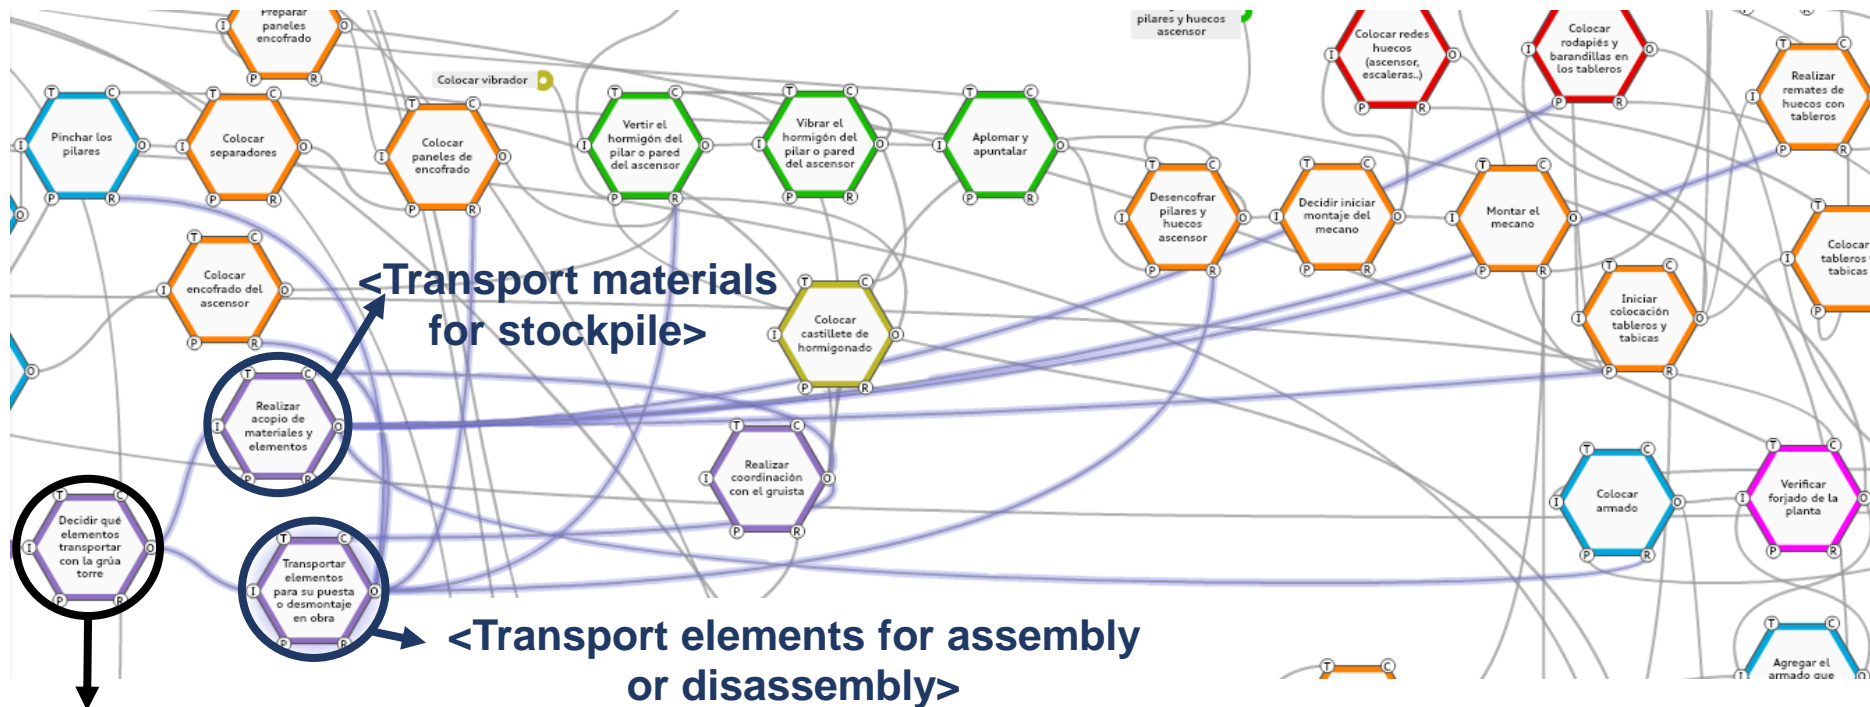 Preparar
paneles
encofrado
pilares y huecos
ascensor
Colocar vibrador
Colocar redes
huecos
(ascensor,
escaleras..)
Colocar
rodapiés y
barandillas en
los tableros
Realizar
remates de
huecos con
tableros
Pinchar los
pilares
Colocar
separadores
Colocar
paneles de
encofrado
Vertir el
hormigón del
pilar o pared
del ascensor
Vibrar el
hormigón del
pilar o pared
del ascensor
Aplomar y
apuntalar
Desencofrar
pilares y
huecos
ascensor
Decidir iniciar
montaje del
mecano
Montar el
mecano
Colocar
tableros
tabicas
Colocar
encofrado del
ascensor
<Transport materials
for stockpile>
Colocar
castillete de
hormigonado
Iniciar
colocación
tableros y
tabicas
Realizar
acopio de
materiales y
elementos
Realizar
coordinación
con el gruista
Colocar
armado
Verificar
forjado de la
planta
Decidir qué
elementos
transportar
con la grúa
torre
Transportar
elementos
para su puesta
o desmontaje
en obra
<Transport elements for assembly
or disassembly>
Agregar el
armado que